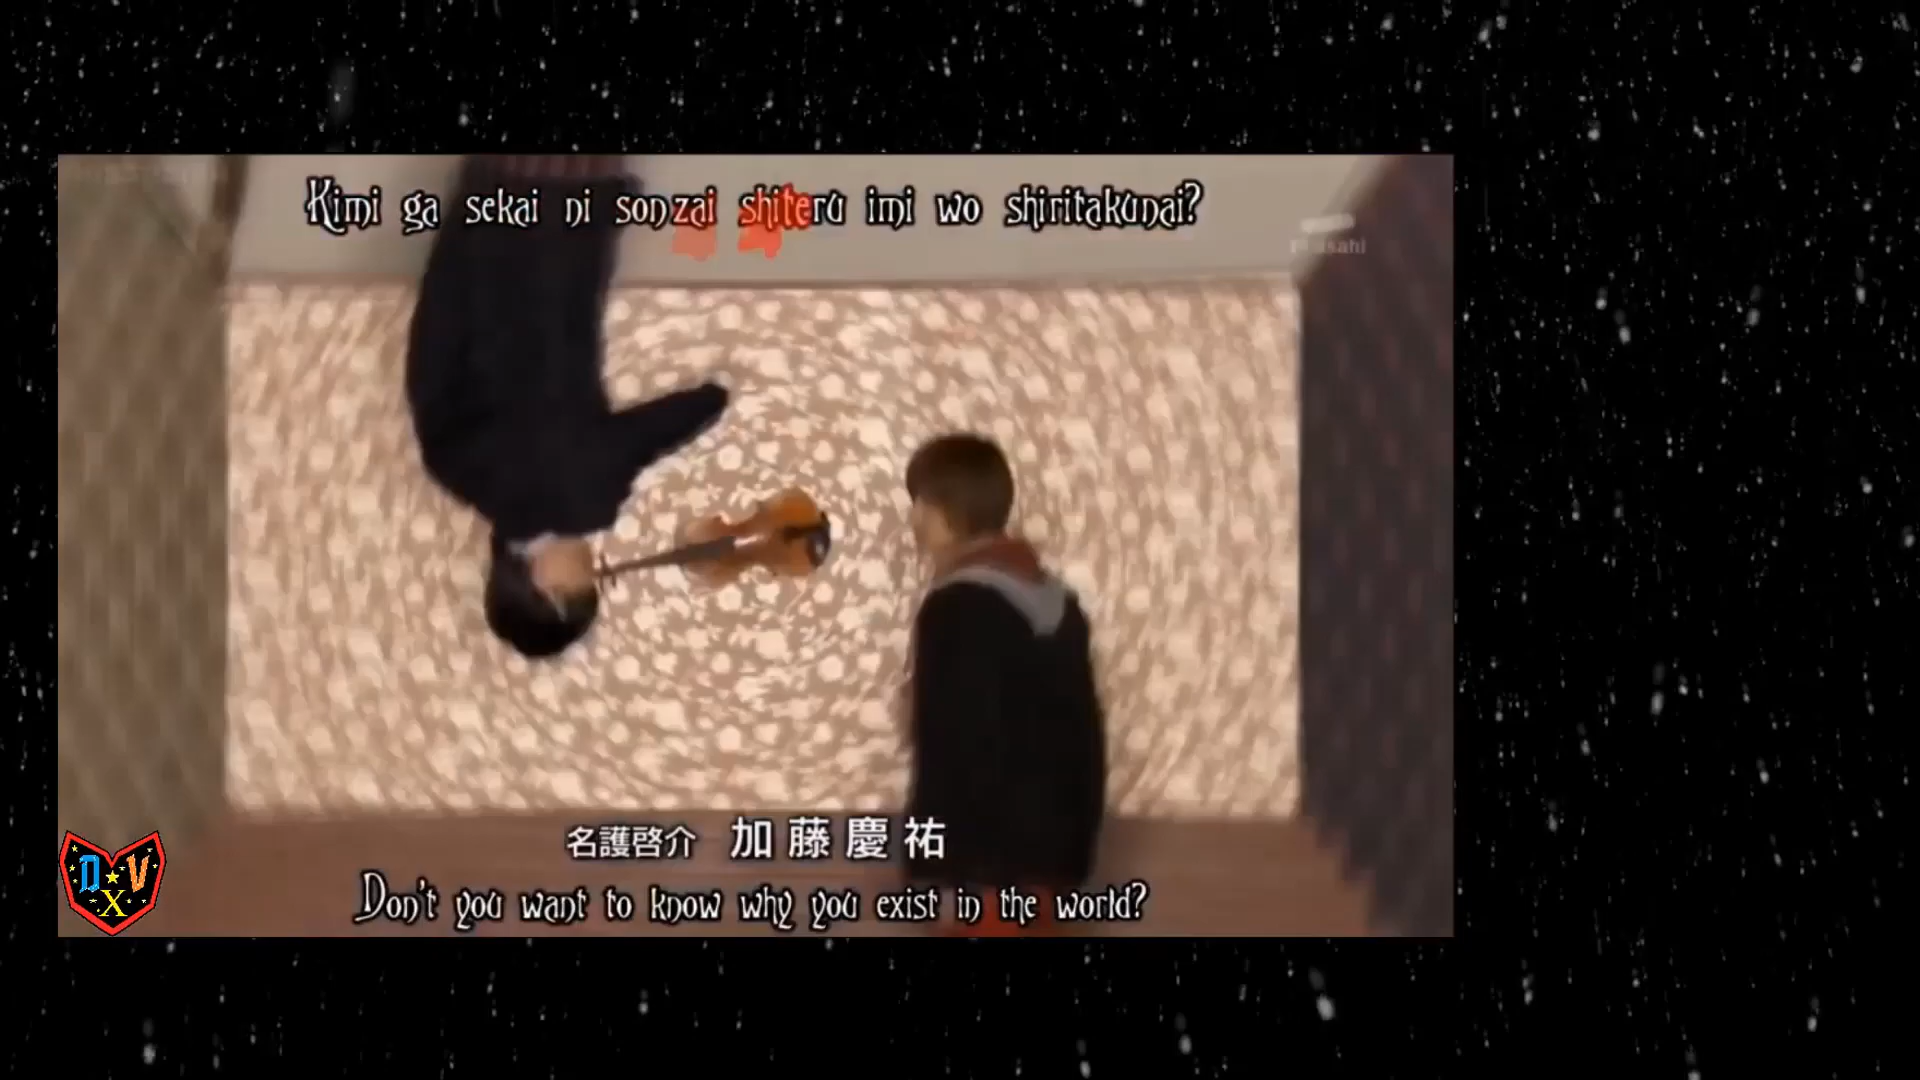 Kimi ga sekai ni sonzai shiteru imi wo shiritakunai?
名護啓介 加藤慶祐
Don't you want to know why you exist in the world?
D V
X